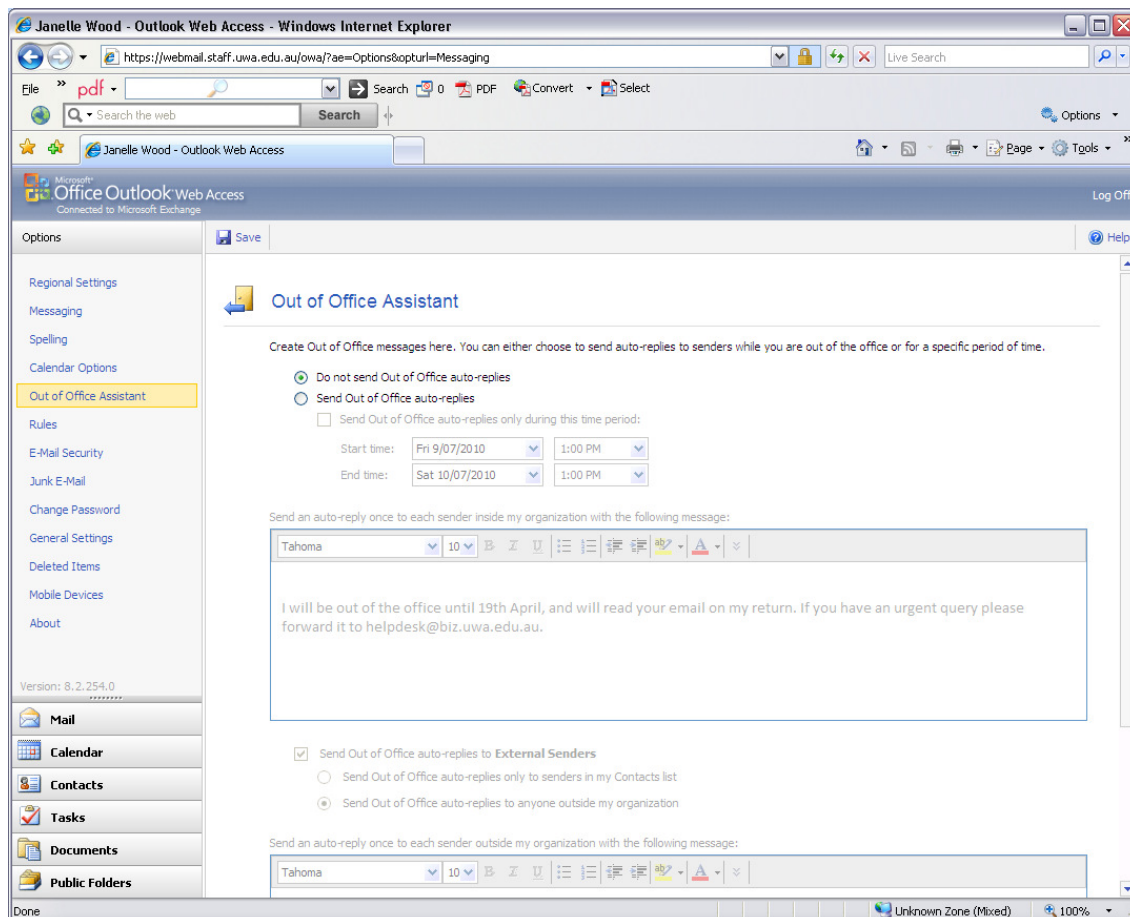 Janelle Wood - Outlook Web Access - Windows Internet Explorer
https://webmail.staff.uwa.edu.au/owa/?ae=Options&opturl=Messaging
Live Search
File » pdf Search 0 PDF Convert Select
Search the web Search Options
Janelle Wood - Outlook Web Access Page Tools »
Microsoft
Office Outlook Web Access
Connected to Microsoft Exchange
Log Off
Options Save Help
Regional Settings
Messaging
Spelling
Calendar Options
Out of Office Assistant
Rules
E-Mail Security
Junk E-Mail
Change Password
General Settings
Deleted Items
Mobile Devices
About
Version: 8.2.254.0
Mail
Calendar
Contacts
Tasks
Documents
Public Folders
Out of Office Assistant
Create Out of Office messages here. You can either choose to send auto-replies to senders while you are out of the office or for a specific period of time.
Do not send Out of Office auto-replies
Send Out of Office auto-replies
Send Out of Office auto-replies only during this time period:
Start time: Fri 9/07/2010 1:00 PM
End time: Sat 10/07/2010 1:00 PM
Send an auto-reply once to each sender inside my organization with the following message:
Tahoma 10 B I U ab A
I will be out of the office until 19th April, and will read your email on my return. If you have an urgent query please
forward it to helpdesk@biz.uwa.edu.au.
Send Out of Office auto-replies to External Senders
Send Out of Office auto-replies only to senders in my Contacts list
Send Out of Office auto-replies to anyone outside my organization
Send an auto-reply once to each sender outside my organization with the following message:
Tahoma 10 B I U ab A
Done Unknown Zone (Mixed) 100%